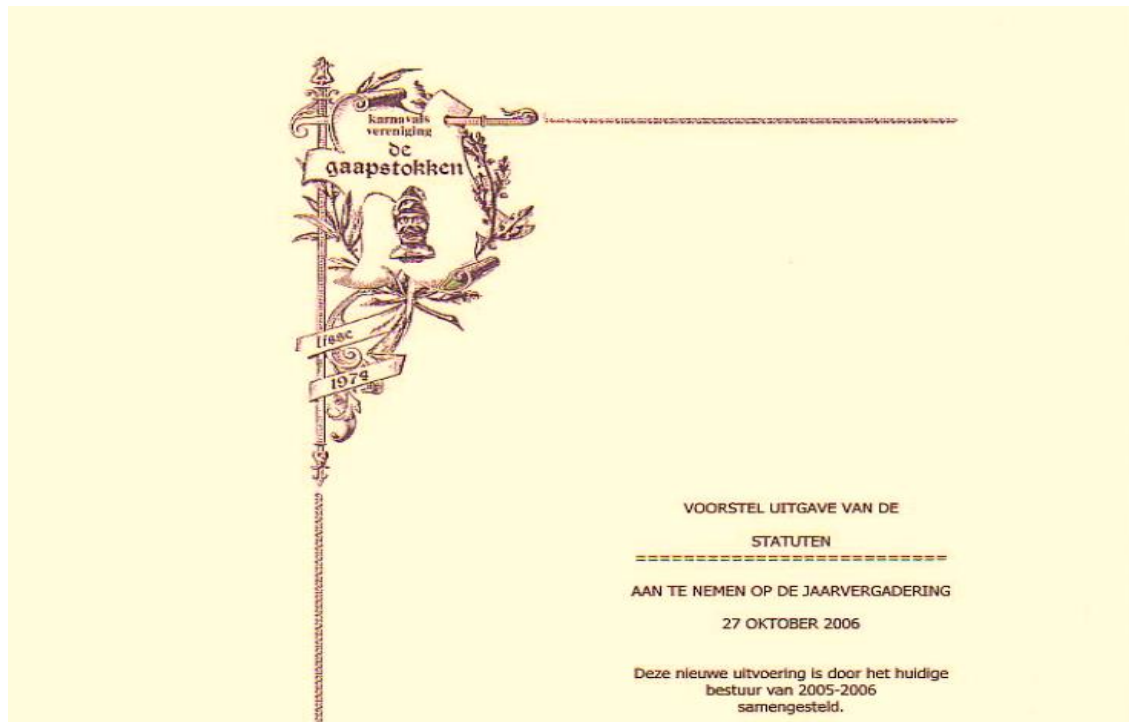 karnavals
vereniging
de
gaapstokken
lisse
1974
VOORSTEL UITGAVE VAN DE
STATUTEN
===========================
AAN TE NEMEN OP DE JAARVERGADERING
27 OKTOBER 2006
Deze nieuwe uitvoering is door het huidige
bestuur van 2005-2006
samengesteld.